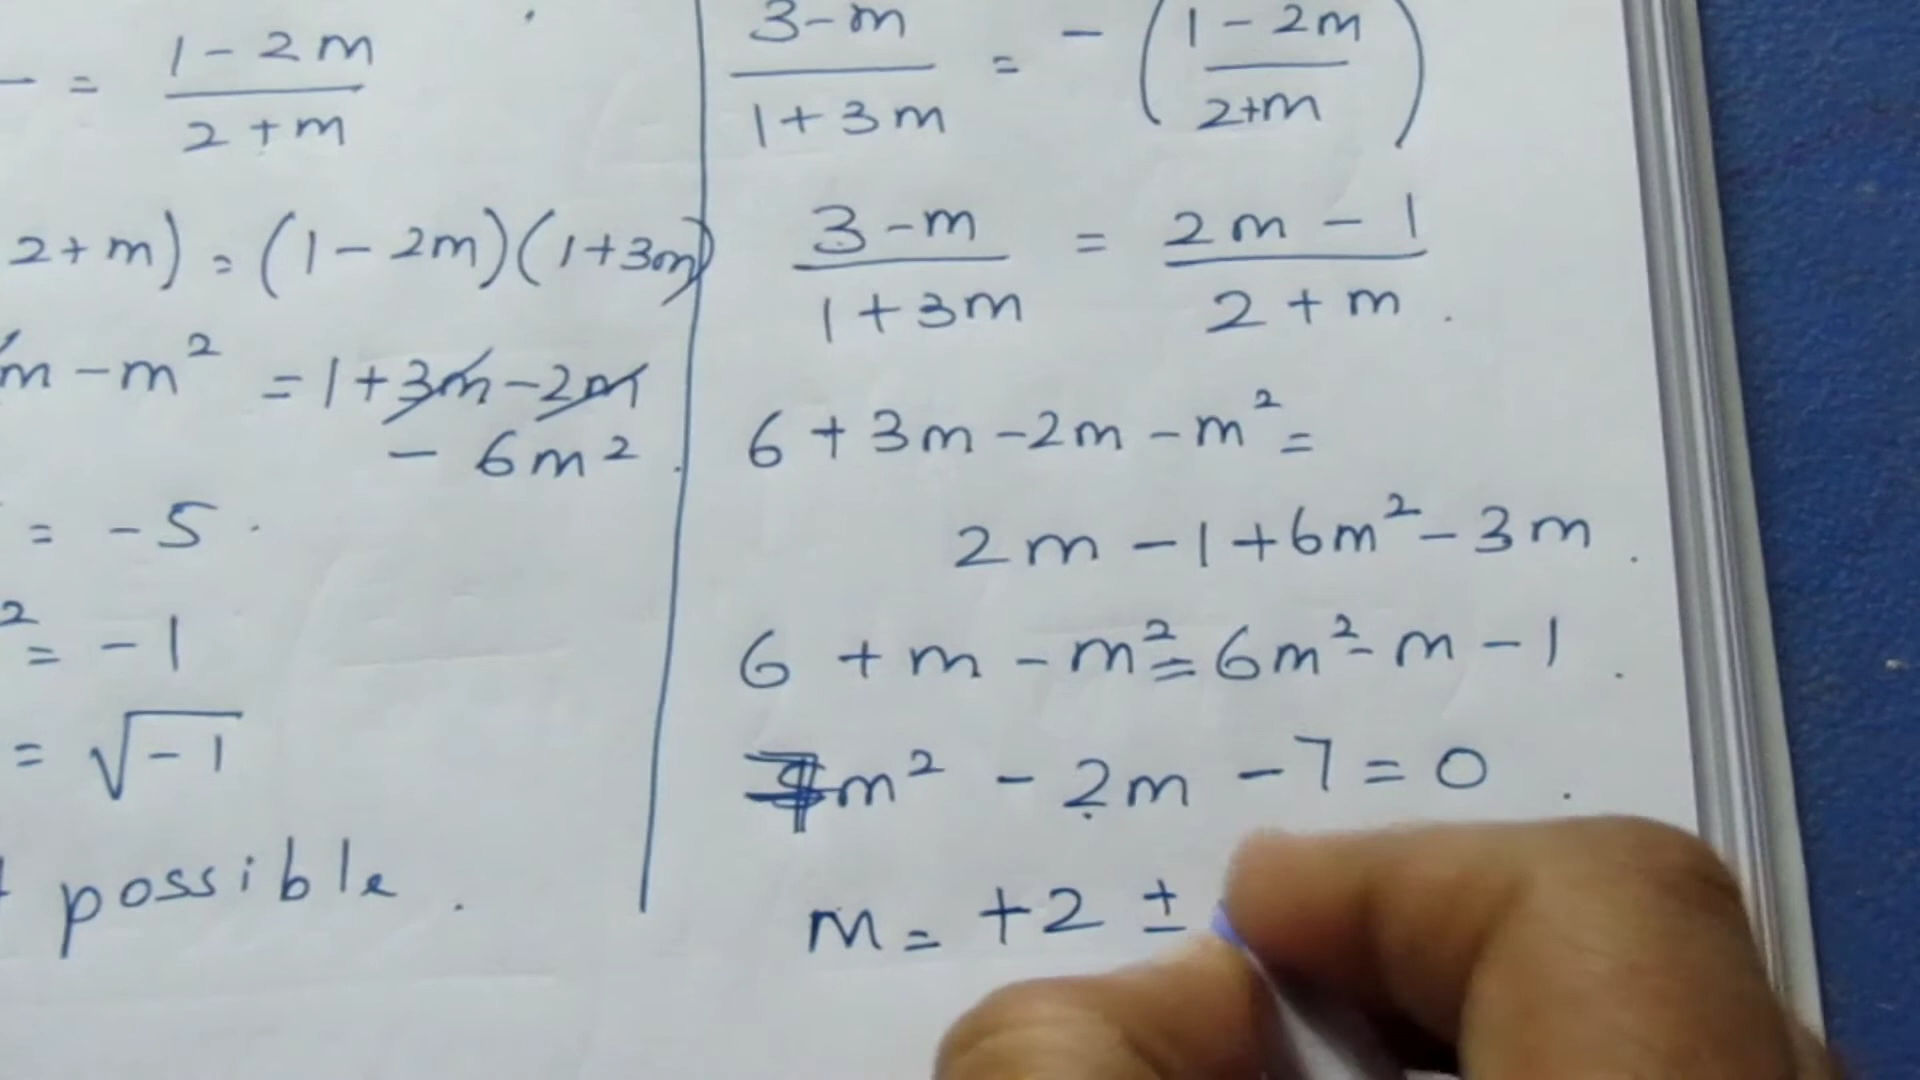 - = 1 - 2m / 2 + m
2 + m) = (1 - 2m)(1 + 3m)
m - m² = 1 + 3m - 2m
- 6m²
= -5.
² = -1
= √-1
possible.
3 - m / 1 + 3m = - (1 - 2m / 2 + m)
3 - m / 1 + 3m = 2m - 1 / 2 + m.
6 + 3m - 2m - m² =
2m - 1 + 6m² - 3m.
6 + m - m² = 6m² - m - 1.
m² - 2m - 7 = 0.
m = +2 ±